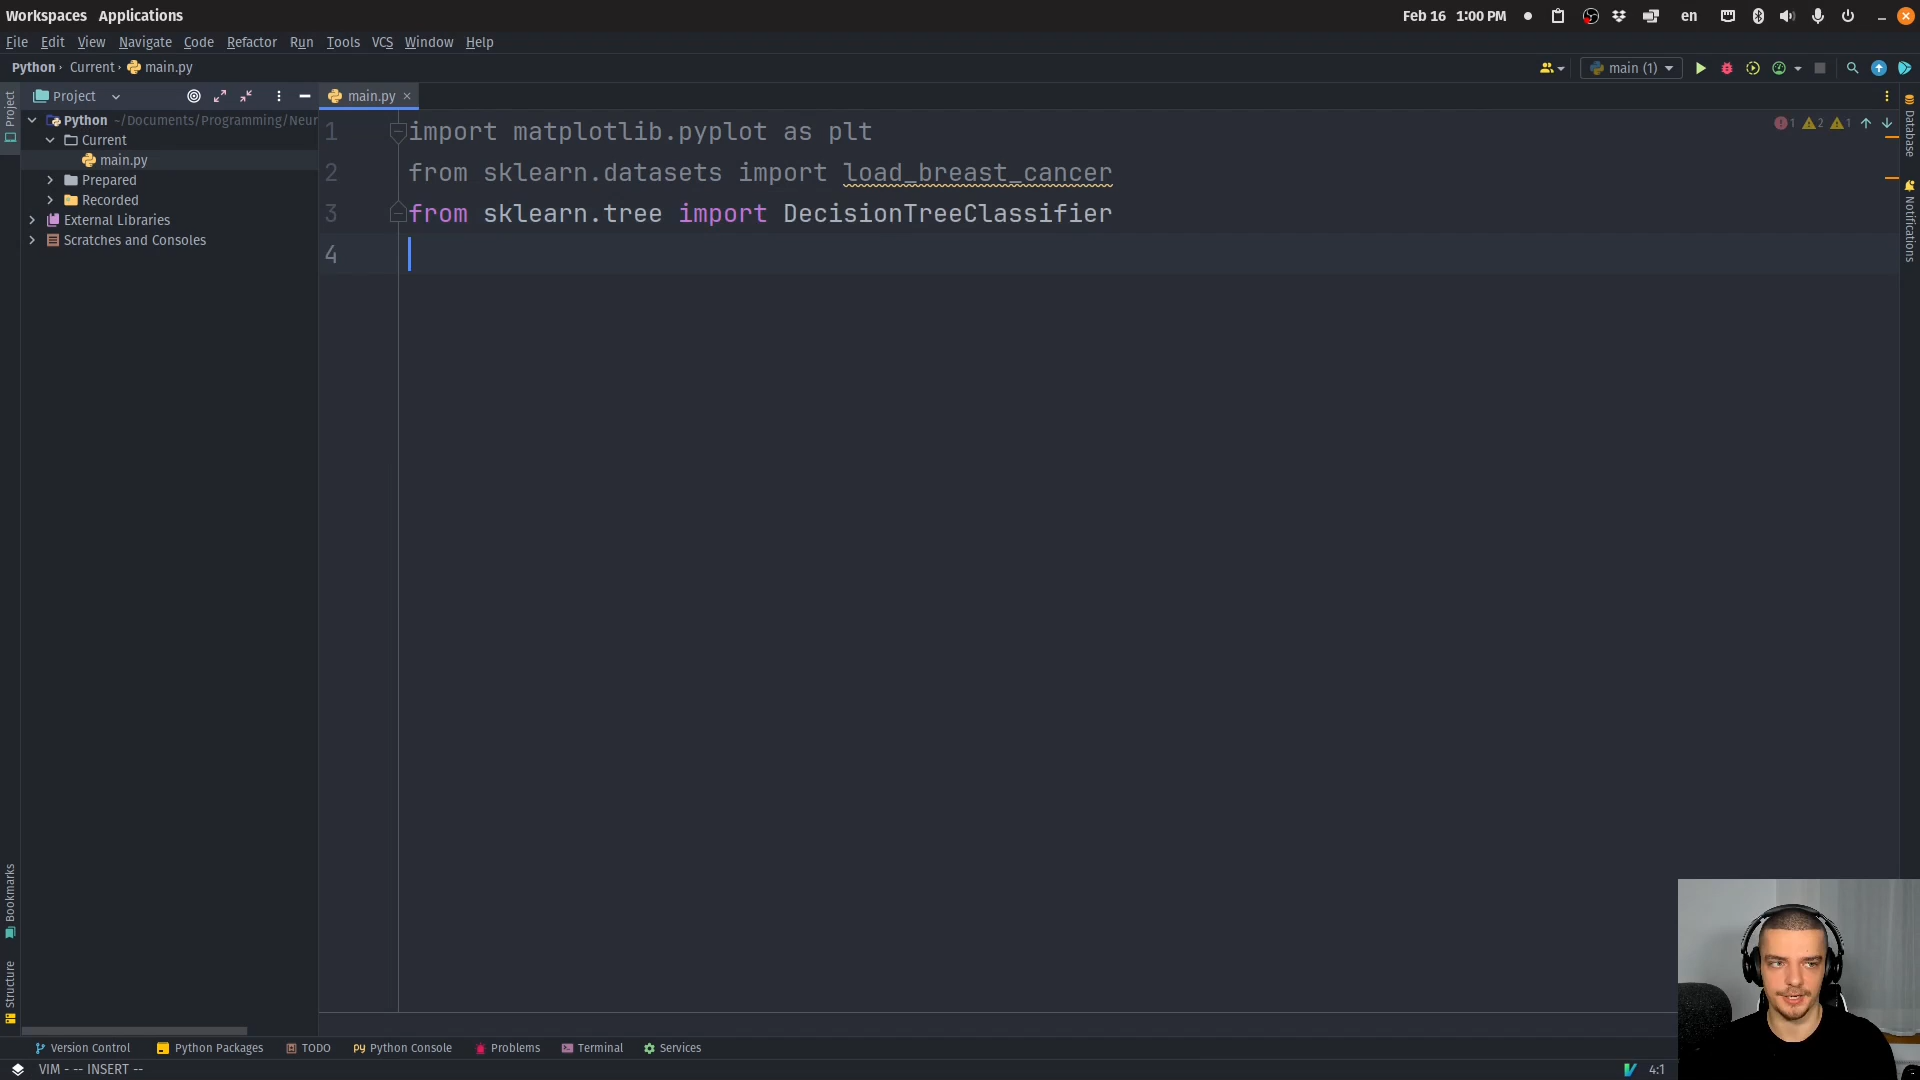 Workspaces Applications
Feb 16 1:00 PM
en
File Edit View Navigate Code Refactor Run Tools VCS Window Help
Python Current main.py
main (1)
Project
Project
main.py
Python ~/Documents/Programming/Neur
Current
main.py
Prepared
Recorded
External Libraries
Scratches and Consoles
1 import matplotlib.pyplot as plt
2 from sklearn.datasets import load_breast_cancer
3 from sklearn.tree import DecisionTreeClassifier
4
1 2 1
Database
Notifications
Bookmarks
Structure
Version Control Python Packages TODO Python Console Problems Terminal Services
VIM - -- INSERT --
4:1